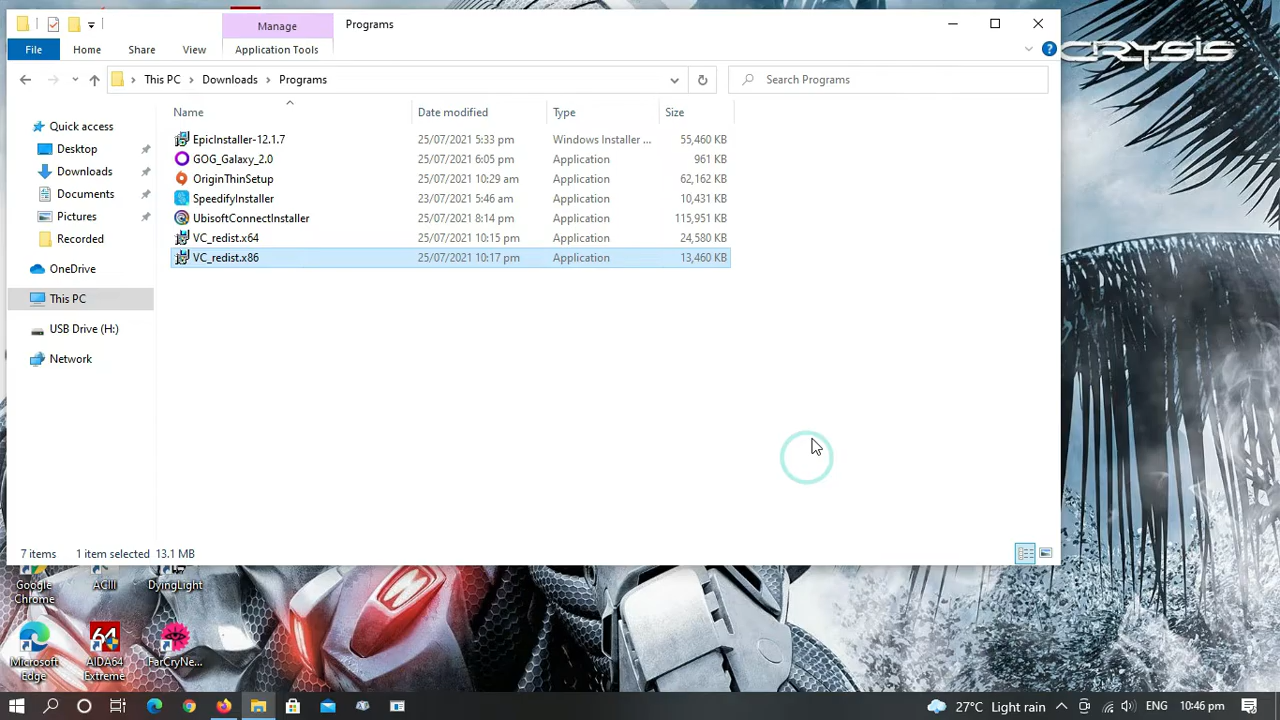 Manage
Programs
File
Home
Share
View
Application Tools
This PC
Downloads
Programs
Search Programs
CRYSIS
Name
Date modified
Type
Size
Quick access
Desktop
Downloads
Documents
Pictures
Recorded
OneDrive
This PC
USB Drive (H:)
Network
EpicInstaller-12.1.7 25/07/2021 5:33 pm Windows Installer ... 55,460 KB
GOG_Galaxy_2.0 25/07/2021 6:05 pm Application 961 KB
OriginThinSetup 25/07/2021 10:29 am Application 62,162 KB
SpeedifyInstaller 23/07/2021 5:46 am Application 10,431 KB
UbisoftConnectInstaller 25/07/2021 8:14 pm Application 115,951 KB
VC_redist.x64 25/07/2021 10:15 pm Application 24,580 KB
VC_redist.x86 25/07/2021 10:17 pm Application 13,460 KB
7 items
1 item selected 13.1 MB
Google Chrome
ACIII
DyingLight
Microsoft Edge
64
AIDA64 Extreme
FarCryNe...
27°C Light rain
ENG
10:46 pm